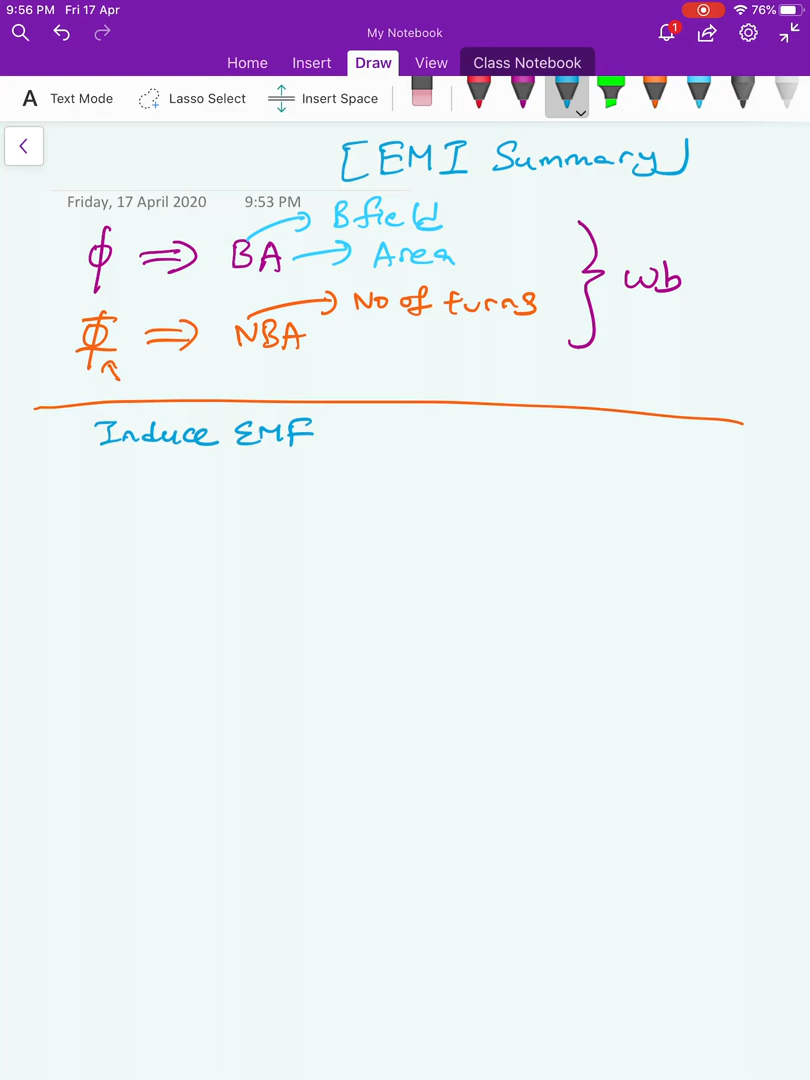 9:56 PM Fri 17 Apr
76%
My Notebook
1
Home Insert Draw View Class Notebook
A Text Mode Lasso Select Insert Space
[EMI Summary]
Friday, 17 April 2020 9:53 PM
B field
ϕ ⇒ BA → Area
No of turns
Φ ⇒ NBA
} wb
Induce EMF